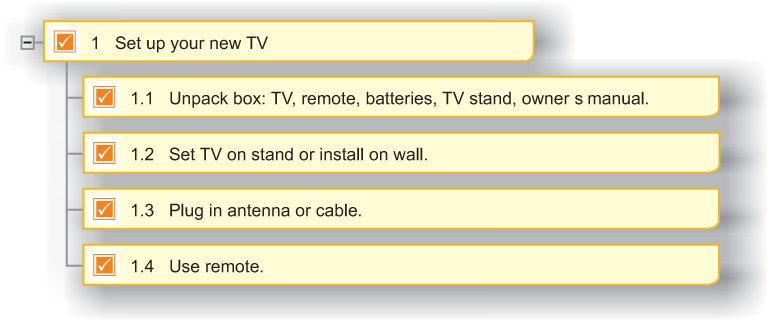 1 Set up your new TV
1.1 Unpack box: TV, remote, batteries, TV stand, owner s manual.
1.2 Set TV on stand or install on wall.
1.3 Plug in antenna or cable.
1.4 Use remote.